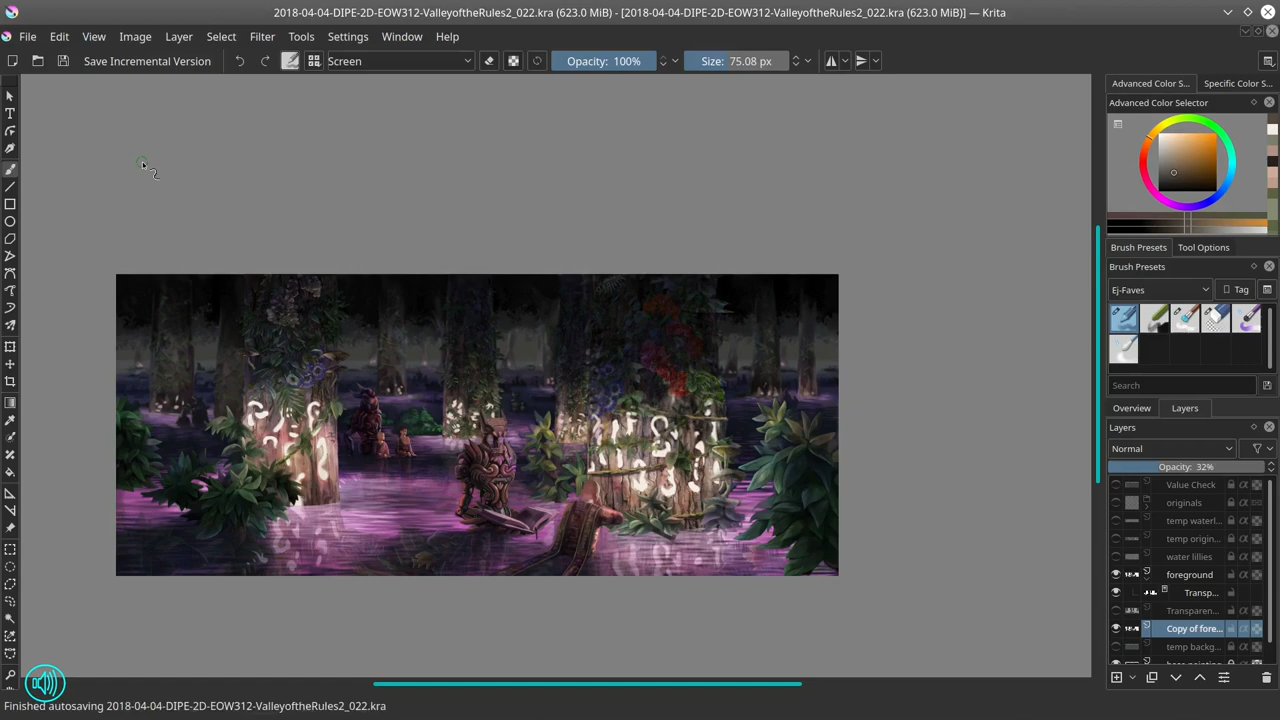 2018-04-04-DIPE-2D-EOW312-ValleyoftheRules2_022.kra (623.0 MiB) - [2018-04-04-DIPE-2D-EOW312-ValleyoftheRules2_022.kra (623.0 MiB)] — Krita
File Edit View Image Layer Select Filter Tools Settings Window Help
Save Incremental Version Screen Opacity: 100% Size: 75.08 px
Advanced Color S... Specific Color S...
Advanced Color Selector
Brush Presets Tool Options
Brush Presets
Ej-Faves Tag
Search
Overview Layers
Layers
Normal
Opacity: 32%
Value Check
originals
temp waterl...
temp origin...
water lillies
foreground
Transp...
Transparen...
Copy of fore...
temp backg...
Finished autosaving 2018-04-04-DIPE-2D-EOW312-ValleyoftheRules2_022.kra